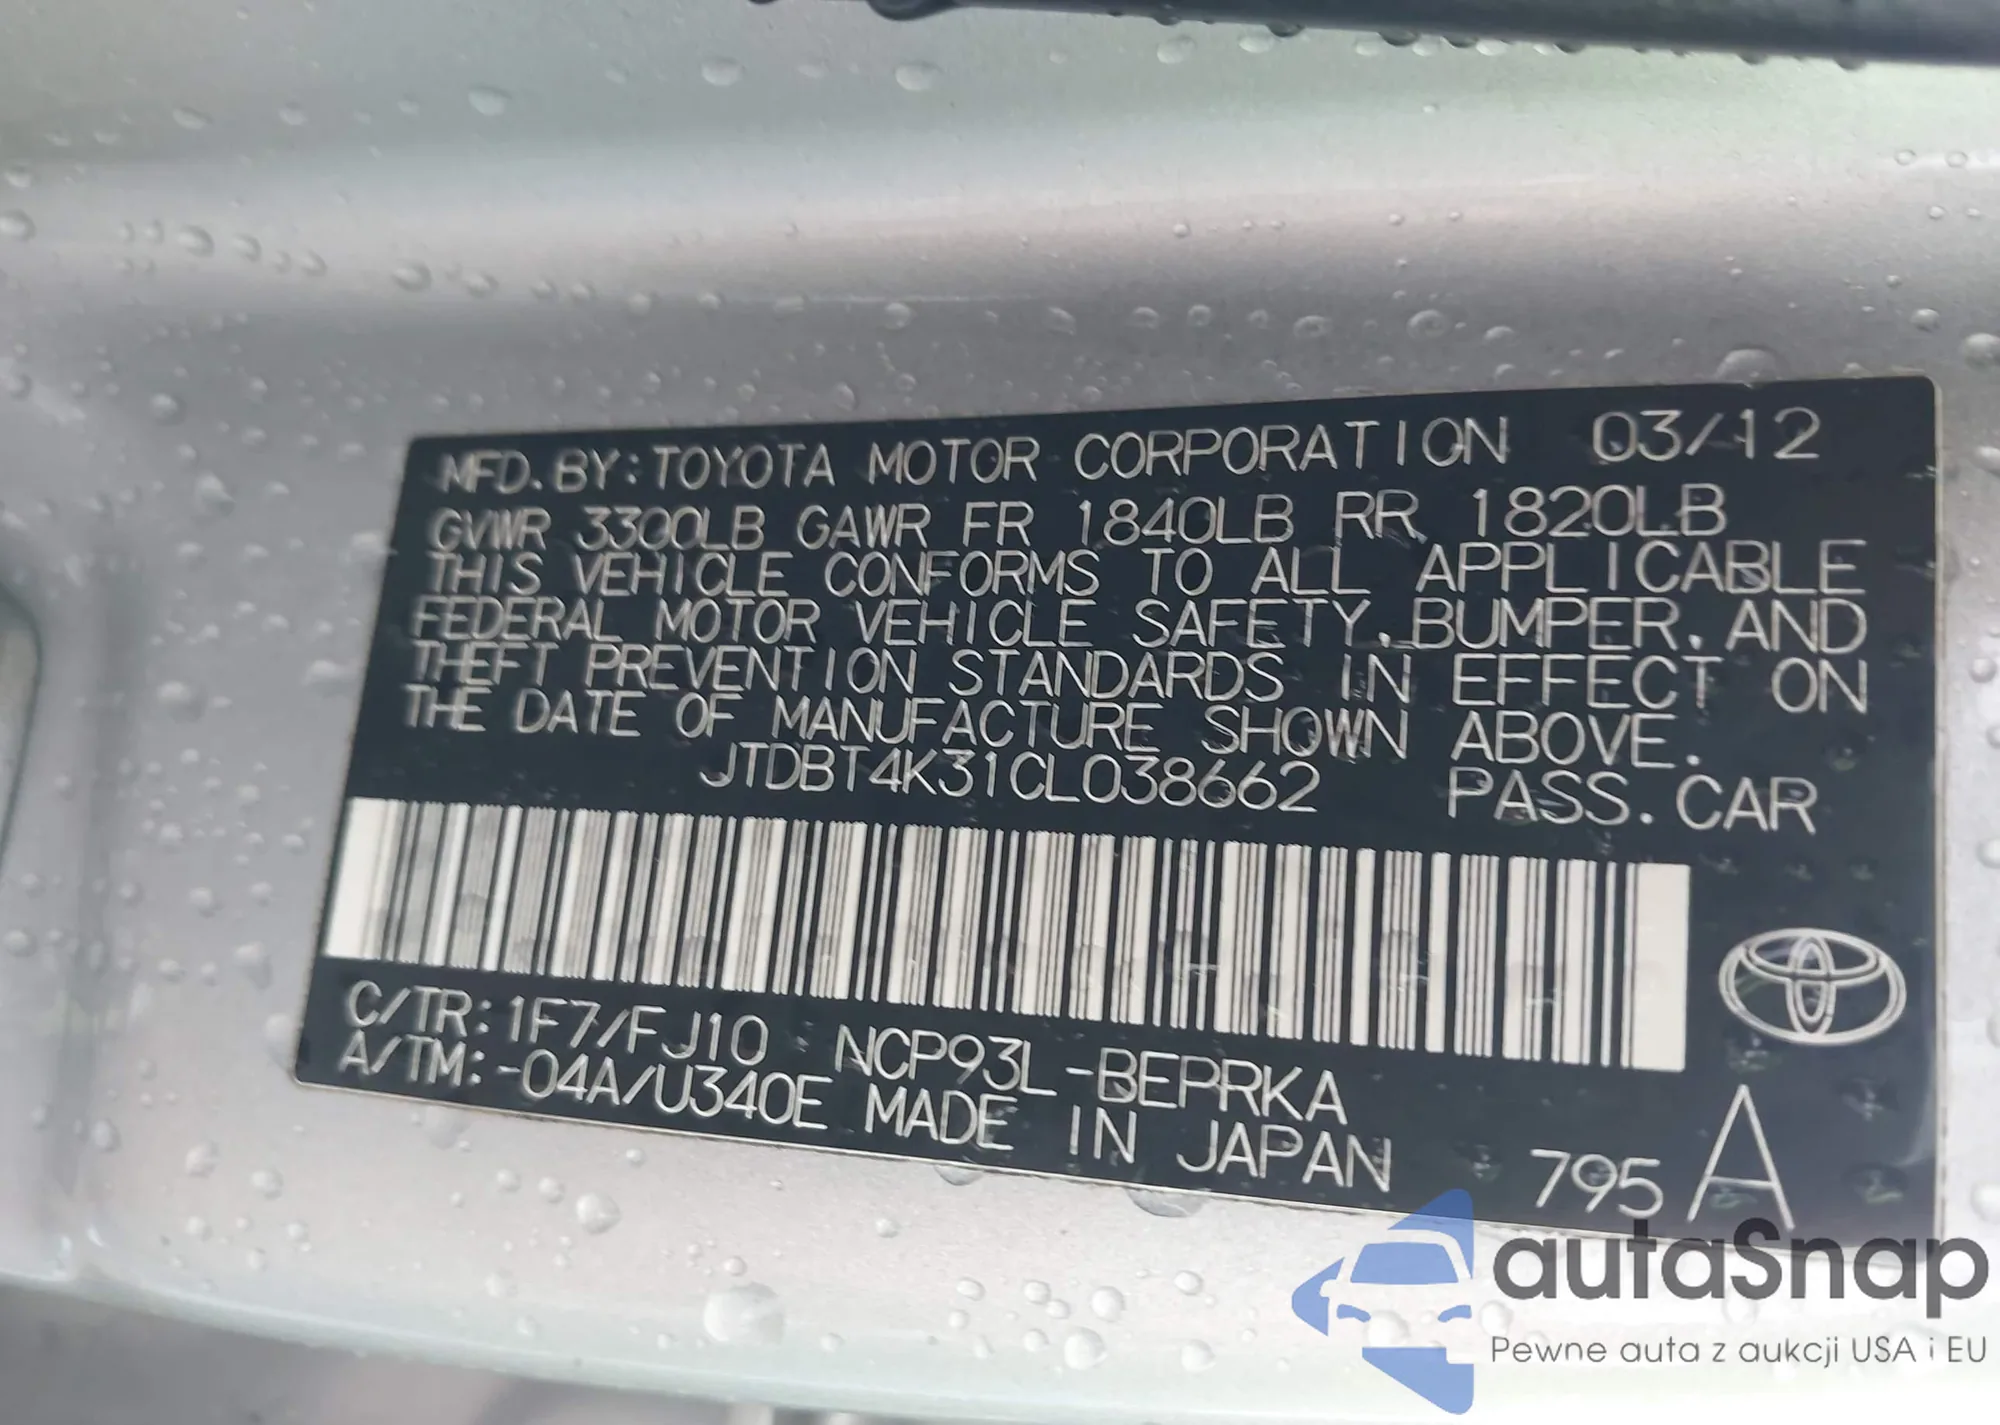 MFD. BY: TOYOTA MOTOR CORPORATION 03/12
GVWR 3300LB GAWR FR 1840LB RR 1820LB
THIS VEHICLE CONFORMS TO ALL APPLICABLE
FEDERAL MOTOR VEHICLE SAFETY, BUMPER, AND
THEFT PREVENTION STANDARDS IN EFFECT ON
THE DATE OF MANUFACTURE SHOWN ABOVE.
JTDBT4K31CL038662 PASS. CAR
C/TR: 1F7/FJ10 NCP93L-BEPRKA
A/TM: -04A/U340E MADE IN JAPAN 795 A
autaSnap
Pewne auta z aukcji USA i EU